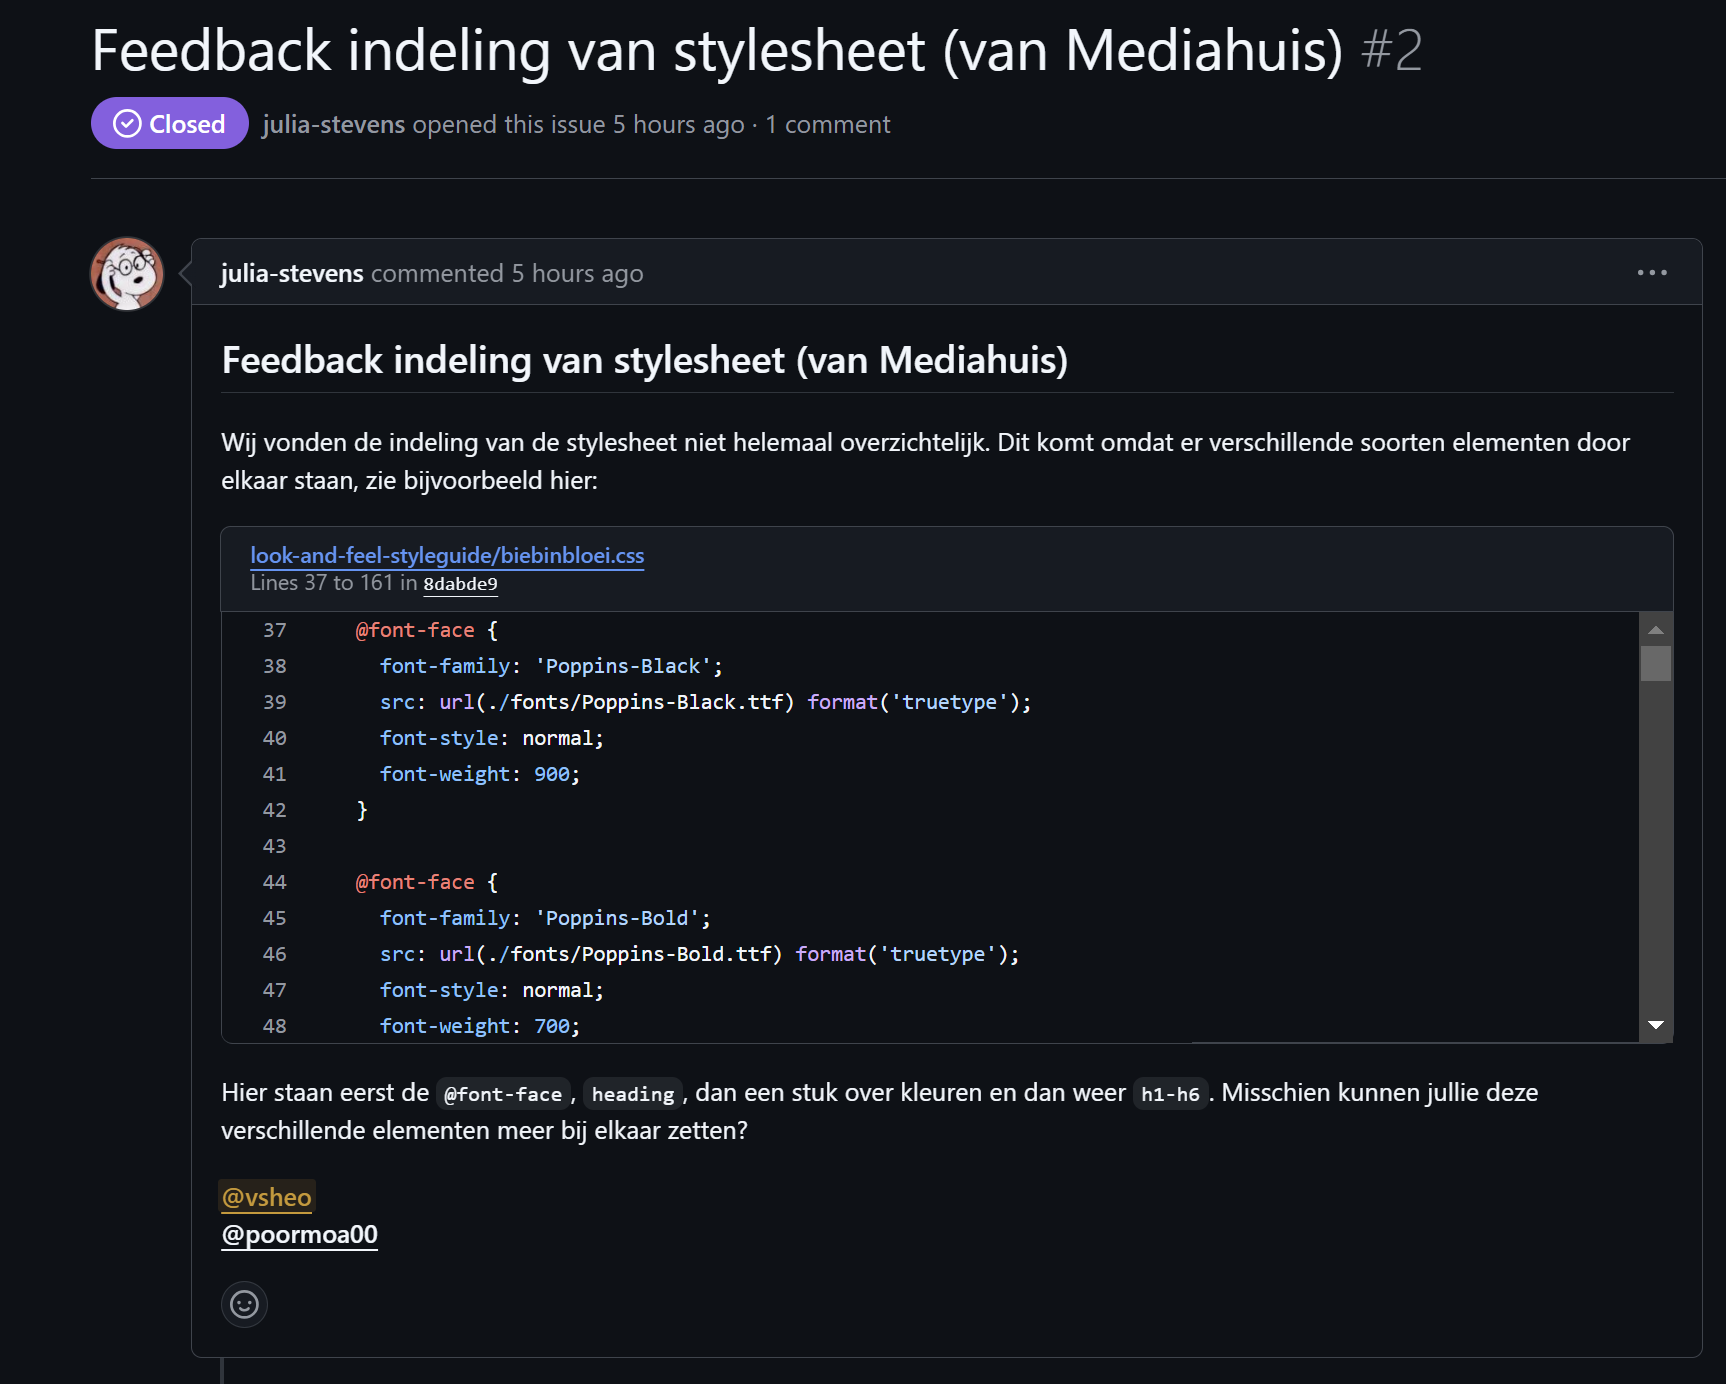 Feedback indeling van stylesheet (van Mediahuis) #2
Closed julia-stevens opened this issue 5 hours ago · 1 comment
julia-stevens commented 5 hours ago
Feedback indeling van stylesheet (van Mediahuis)
Wij vonden de indeling van de stylesheet niet helemaal overzichtelijk. Dit komt omdat er verschillende soorten elementen door
elkaar staan, zie bijvoorbeeld hier:
look-and-feel-styleguide/biebinbloei.css
Lines 37 to 161 in 8dabde9
37 @font-face {
38 font-family: 'Poppins-Black';
39 src: url(./fonts/Poppins-Black.ttf) format('truetype');
40 font-style: normal;
41 font-weight: 900;
42 }
43
44 @font-face {
45 font-family: 'Poppins-Bold';
46 src: url(./fonts/Poppins-Bold.ttf) format('truetype');
47 font-style: normal;
48 font-weight: 700;
Hier staan eerst de @font-face, heading, dan een stuk over kleuren en dan weer h1-h6. Misschien kunnen jullie deze
verschillende elementen meer bij elkaar zetten?
@vsheo
@poormoa00